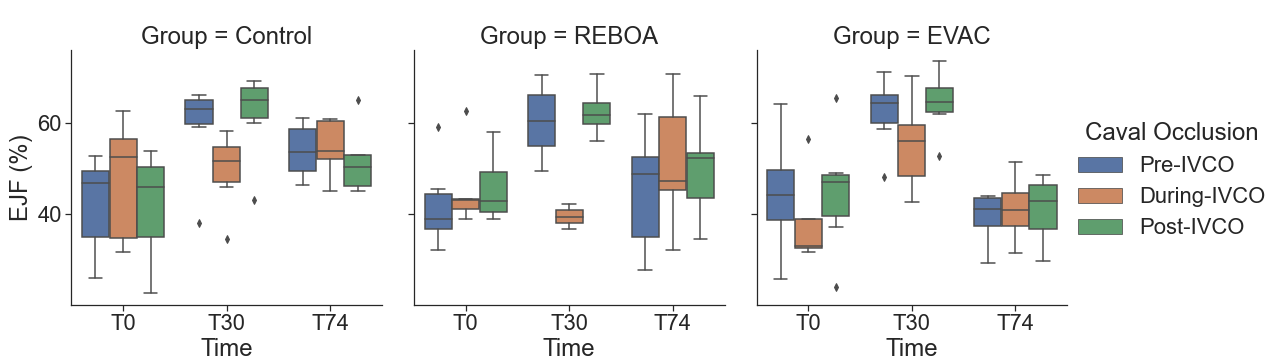 Group = Control
Group = REBOA
Group = EVAC
EJF (%)
60
40
T0
T30
T74
Time
T0
T30
T74
Time
T0
T30
T74
Time
Caval Occlusion
Pre-IVCO
During-IVCO
Post-IVCO